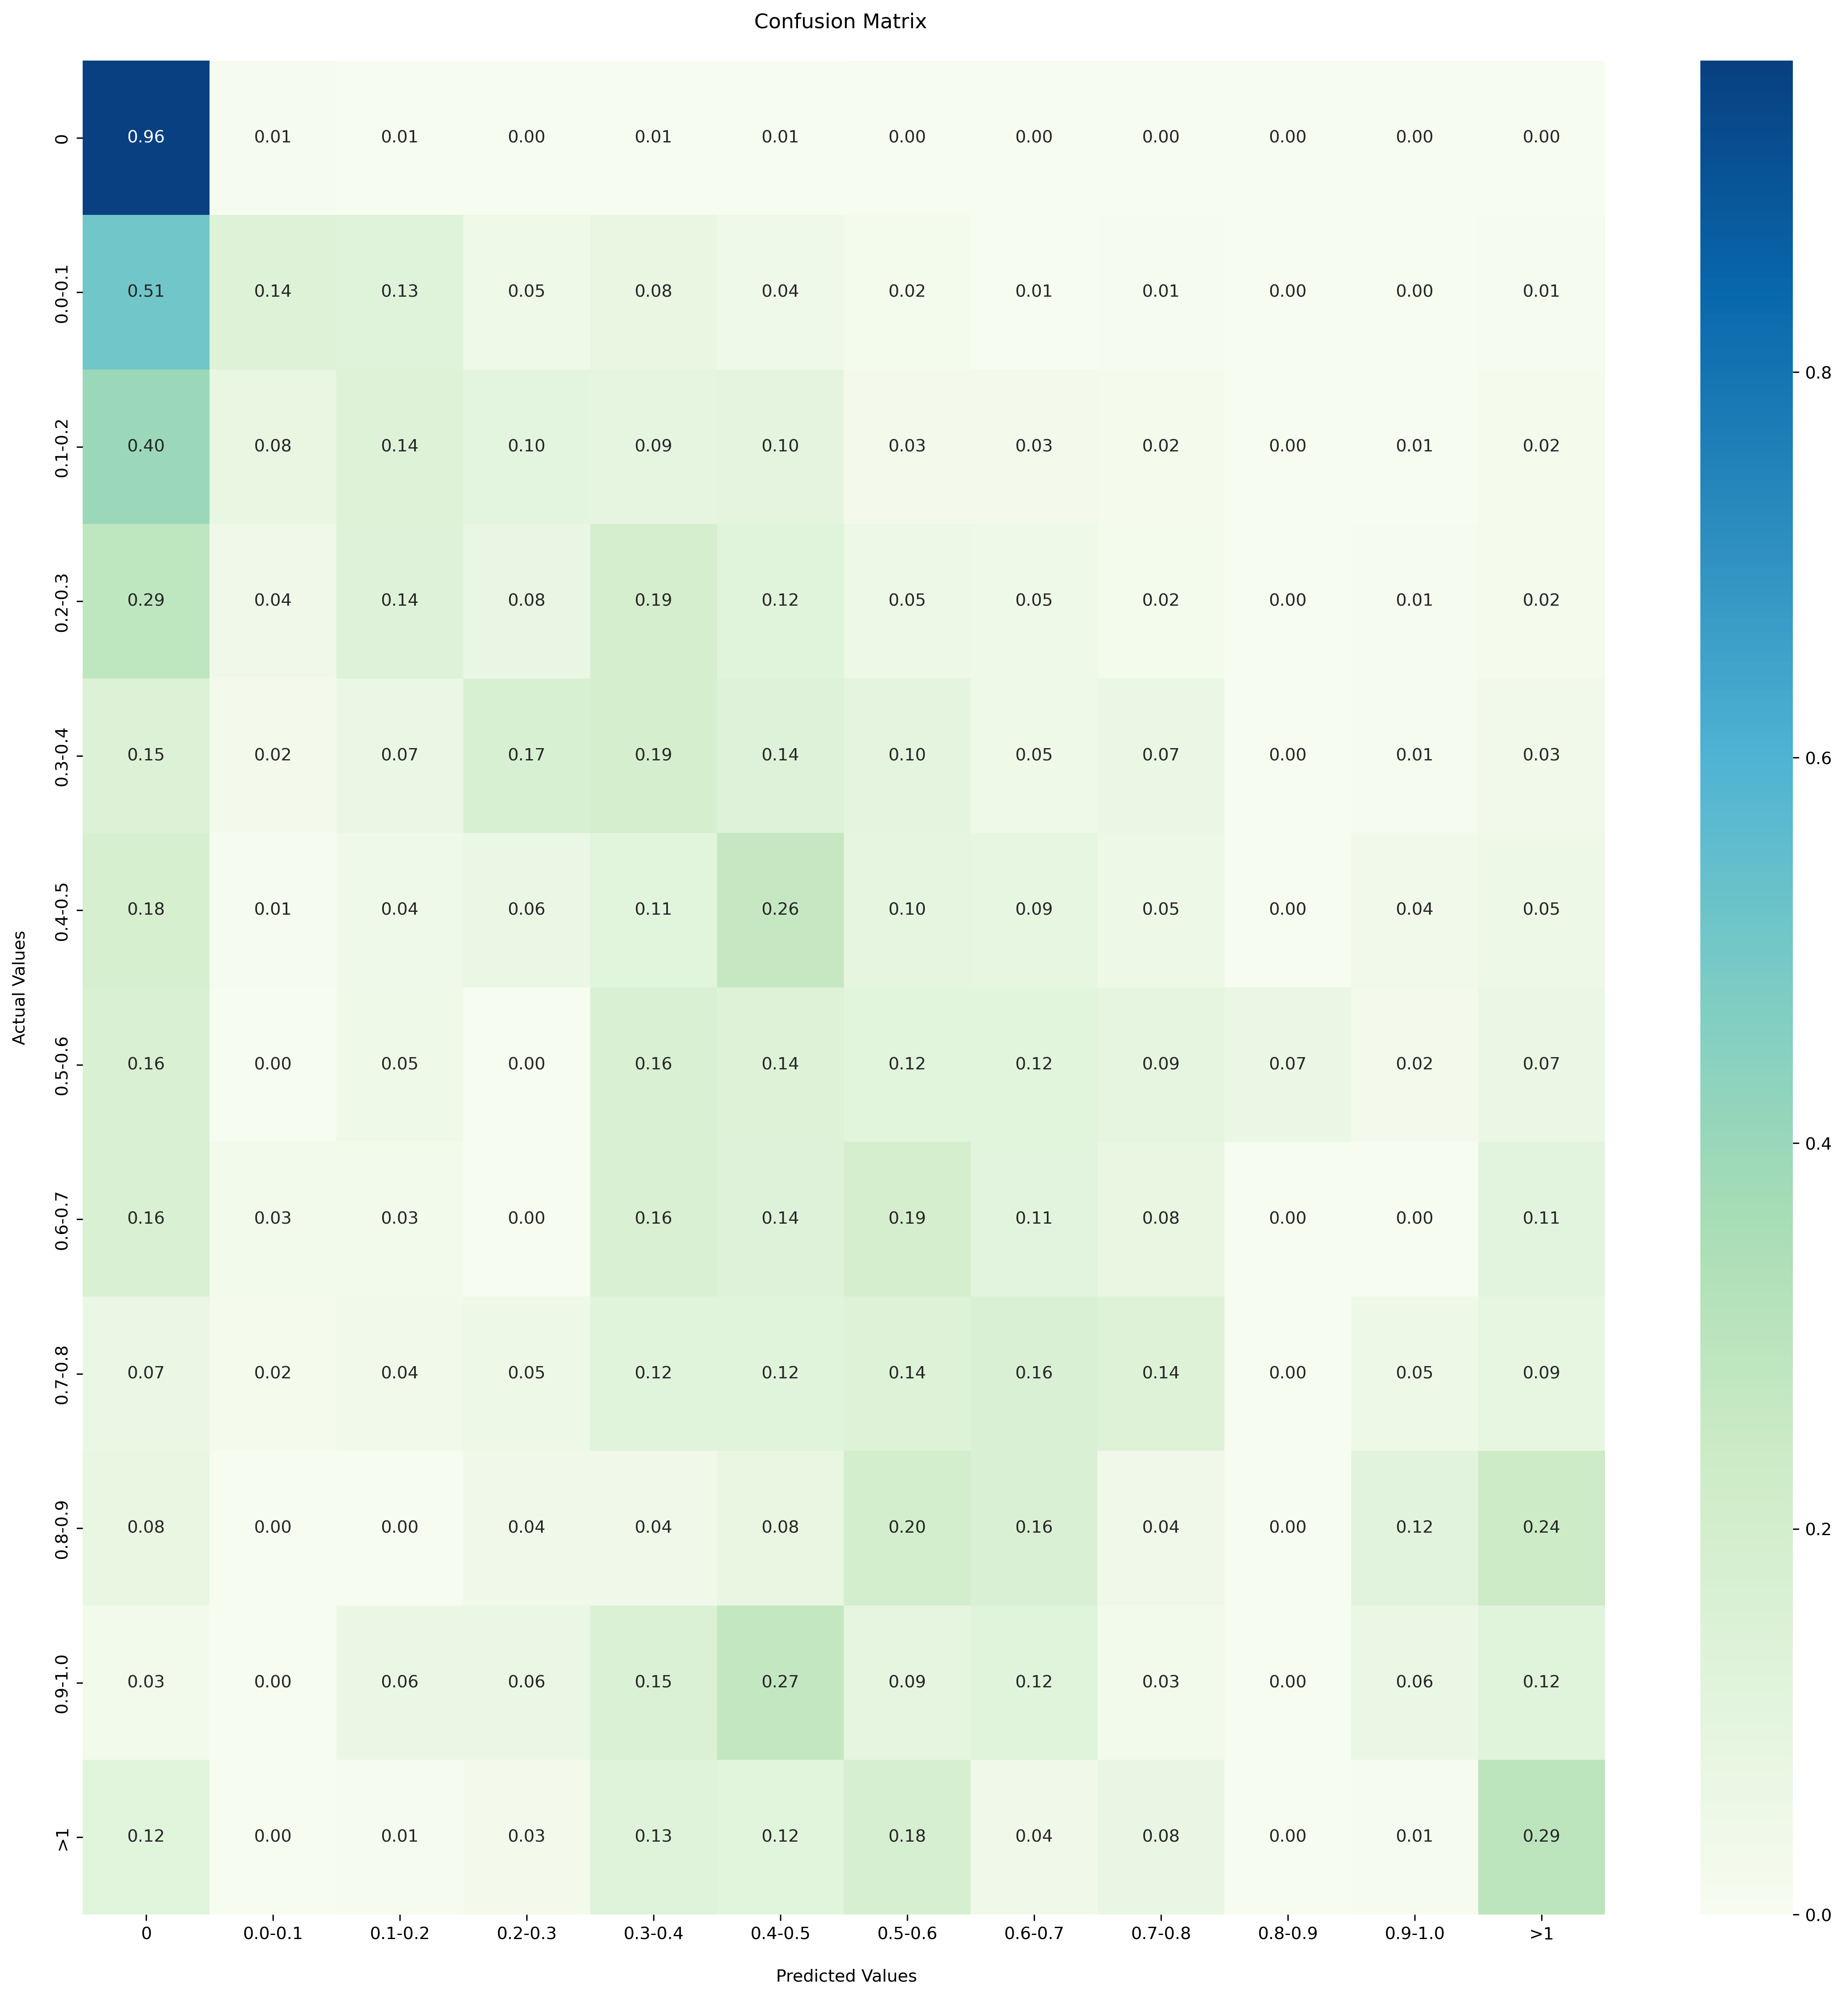 Confusion Matrix
0 0.96 0.01 0.01 0.00 0.01 0.01 0.00 0.00 0.00 0.00 0.00 0.00
0.0-0.1 0.51 0.14 0.13 0.05 0.08 0.04 0.02 0.01 0.01 0.00 0.00 0.01
0.8
0.1-0.2 0.40 0.08 0.14 0.10 0.09 0.10 0.03 0.03 0.02 0.00 0.01 0.02
0.2-0.3 0.29 0.04 0.14 0.08 0.19 0.12 0.05 0.05 0.02 0.00 0.01 0.02
0.3-0.4 0.15 0.02 0.07 0.17 0.19 0.14 0.10 0.05 0.07 0.00 0.01 0.03
0.6
0.4-0.5 0.18 0.01 0.04 0.06 0.11 0.26 0.10 0.09 0.05 0.00 0.04 0.05
Actual Values
0.5-0.6 0.16 0.00 0.05 0.00 0.16 0.14 0.12 0.12 0.09 0.07 0.02 0.07
0.4
0.6-0.7 0.16 0.03 0.03 0.00 0.16 0.14 0.19 0.11 0.08 0.00 0.00 0.11
0.7-0.8 0.07 0.02 0.04 0.05 0.12 0.12 0.14 0.16 0.14 0.00 0.05 0.09
0.8-0.9 0.08 0.00 0.00 0.04 0.04 0.08 0.20 0.16 0.04 0.00 0.12 0.24
0.2
0.9-1.0 0.03 0.00 0.06 0.06 0.15 0.27 0.09 0.12 0.03 0.00 0.06 0.12
>1 0.12 0.00 0.01 0.03 0.13 0.12 0.18 0.04 0.08 0.00 0.01 0.29
0.0
0 0.0-0.1 0.1-0.2 0.2-0.3 0.3-0.4 0.4-0.5 0.5-0.6 0.6-0.7 0.7-0.8 0.8-0.9 0.9-1.0 >1
Predicted Values